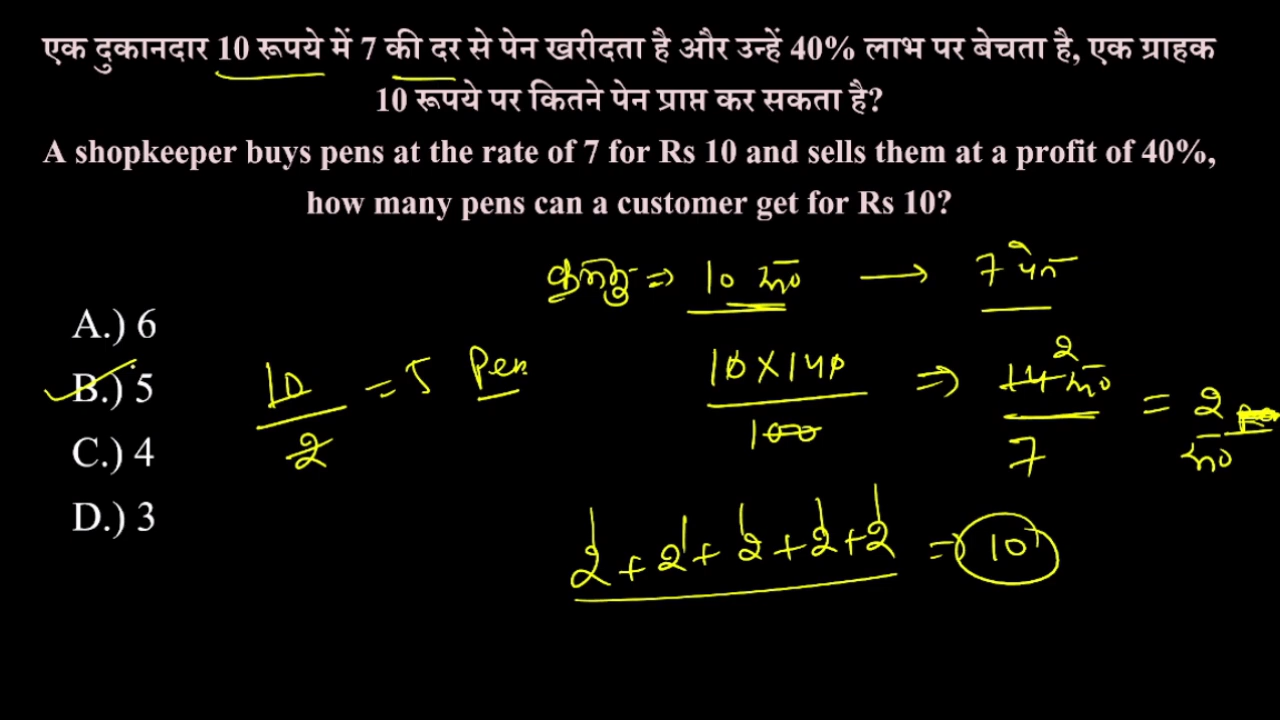 एक दुकानदार 10 रूपये में 7 की दर से पेन खरीदता है और उन्हें 40% लाभ पर बेचता है, एक ग्राहक
10 रूपये पर कितने पेन प्राप्त कर सकता है?
A shopkeeper buys pens at the rate of 7 for Rs 10 and sells them at a profit of 40%,
how many pens can a customer get for Rs 10?
⇒ 10 रू० → 7 पेन
A.) 6
B.) 5
C.) 4
D.) 3
10/2 = 5 Pen
10×140/100 ⇒ 14 रू०/7 2 = 2 रू०
2+2+2+2+2 ⇒ 10